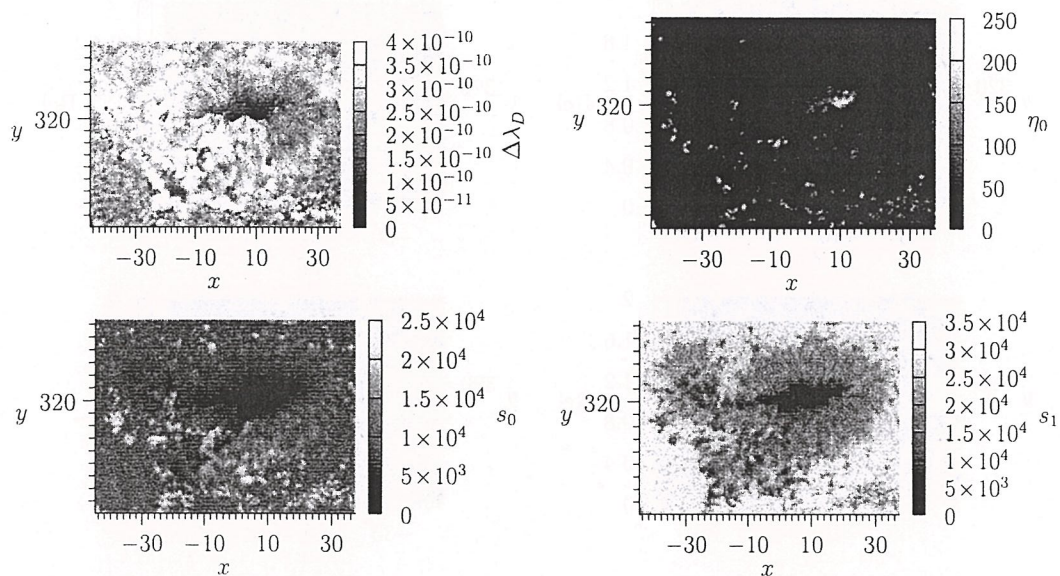 4×10⁻¹⁰
3.5×10⁻¹⁰
3×10⁻¹⁰
2.5×10⁻¹⁰
2×10⁻¹⁰
1.5×10⁻¹⁰
1×10⁻¹⁰
5×10⁻¹¹
0
Δλ_D
y 320
−30 −10 10 30
x
250
200
150
100
50
0
η₀
y 320
−30 −10 10 30
x
2.5×10⁴
2×10⁴
1.5×10⁴
1×10⁴
5×10³
0
s₀
y 320
−30 −10 10 30
x
3.5×10⁴
3×10⁴
2.5×10⁴
2×10⁴
1.5×10⁴
1×10⁴
5×10³
0
s₁
y 320
−30 −10 10 30
x